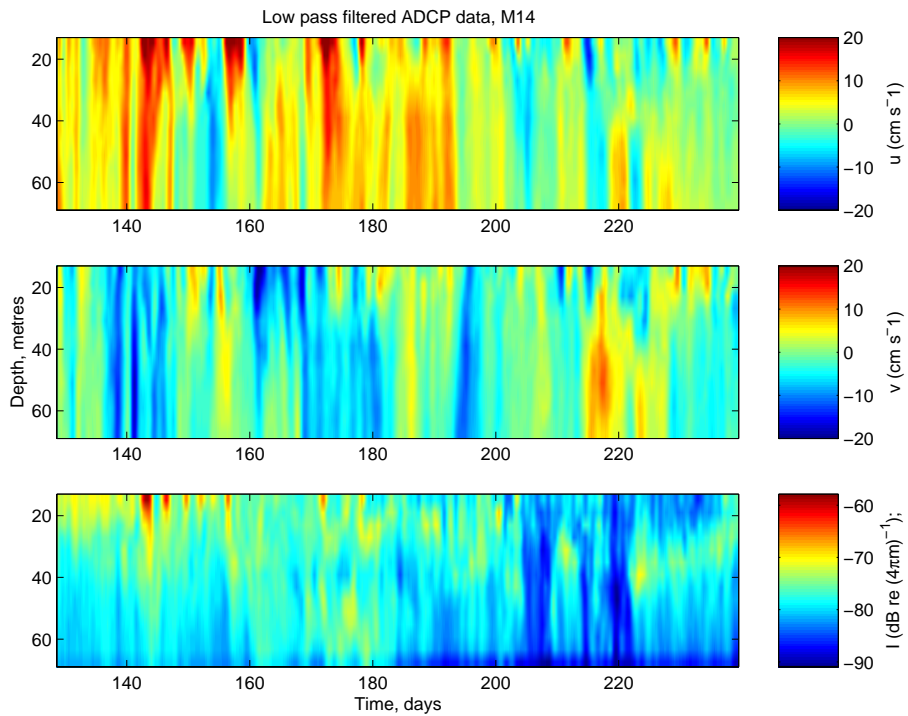 Low pass filtered ADCP data, M14
20
40
60
140 160 180 200 220
20
10
0
−10
−20
u (cm s−1)
Depth, metres
20
40
60
140 160 180 200 220
20
10
0
−10
−20
v (cm s−1)
20
40
60
140 160 180 200 220
Time, days
−60
−70
−80
−90
I (dB re (4πm)−1);